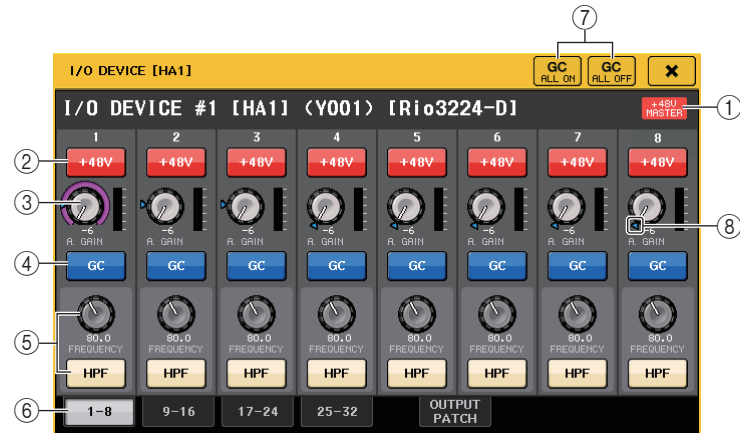 ⑦
I/O DEVICE [HA1] GC ALL ON GC ALL OFF ×
I/O DEVICE #1 [HA1] (Y001) [Rio3224-D] +48V MASTER ①
1 2 3 4 5 6 7 8
② +48V +48V +48V +48V +48V +48V +48V +48V
③ -6 -6 -6 -6 -6 -6 -6 -6 ⑧
A. GAIN A. GAIN A. GAIN A. GAIN A. GAIN A. GAIN A. GAIN A. GAIN
④ GC GC GC GC GC GC GC GC
⑤ 80.0 80.0 80.0 80.0 80.0 80.0 80.0 80.0
FREQUENCY FREQUENCY FREQUENCY FREQUENCY FREQUENCY FREQUENCY FREQUENCY FREQUENCY
HPF HPF HPF HPF HPF HPF HPF HPF
⑥ 1-8 9-16 17-24 25-32 OUTPUT PATCH